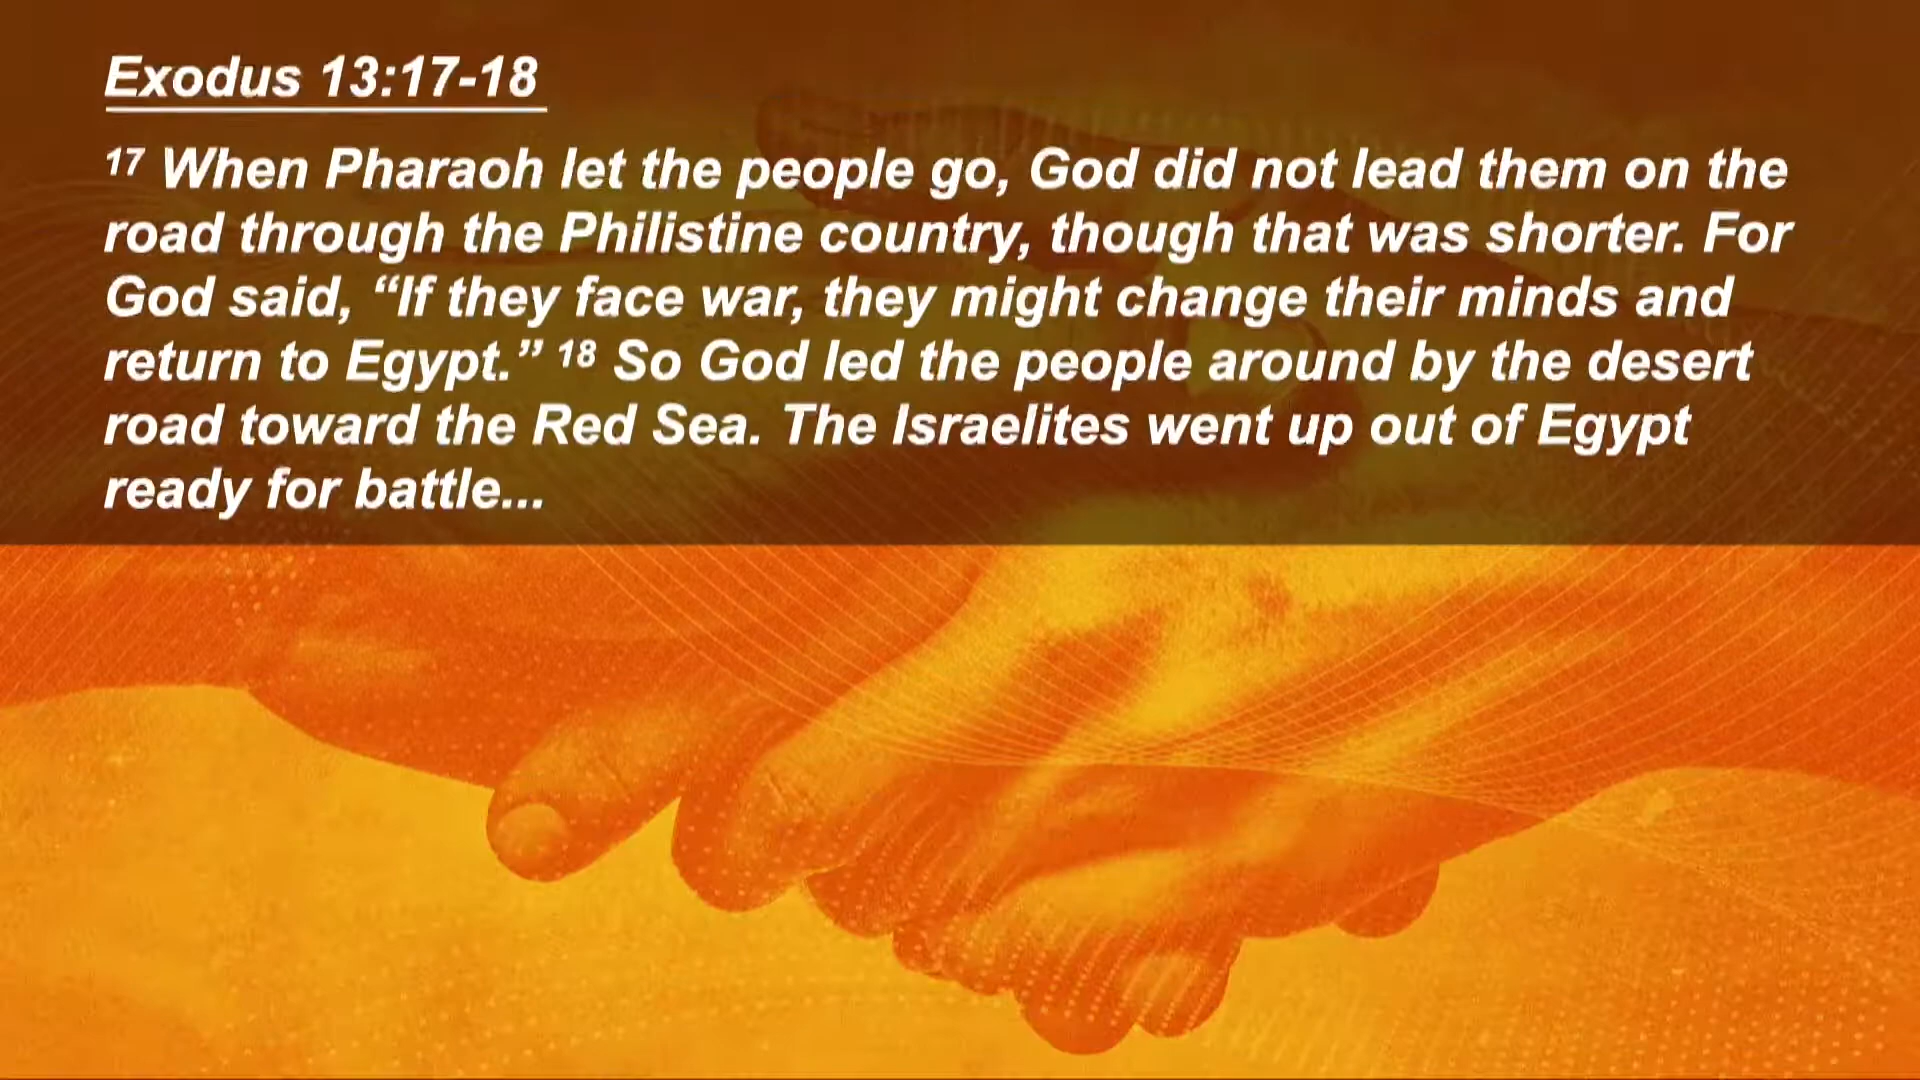 Exodus 13:17-18
17 When Pharaoh let the people go, God did not lead them on the
road through the Philistine country, though that was shorter. For
God said, “If they face war, they might change their minds and
return to Egypt.” 18 So God led the people around by the desert
road toward the Red Sea. The Israelites went up out of Egypt
ready for battle...